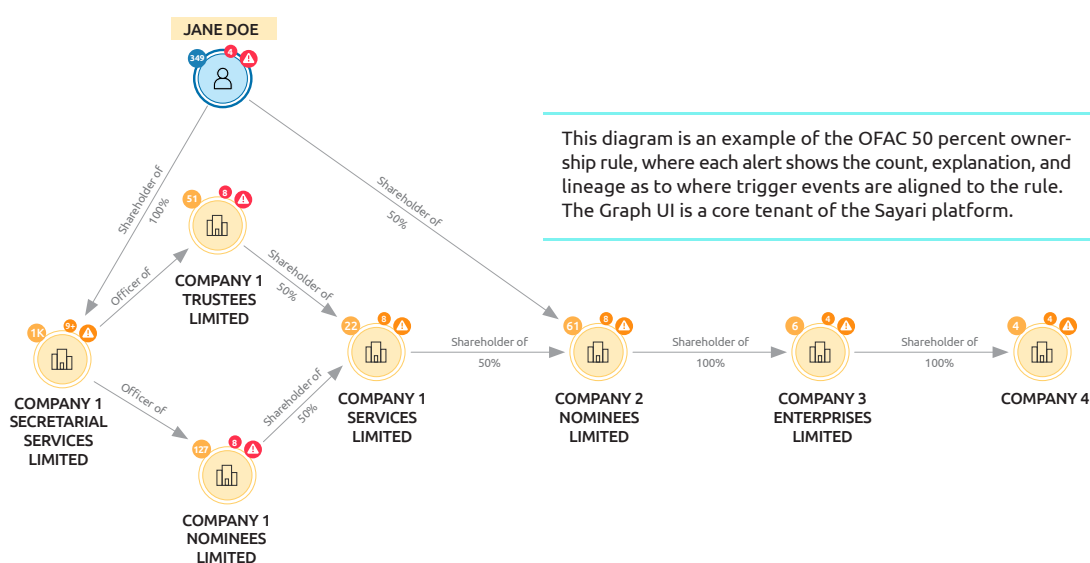 JANE DOE
349
4
This diagram is an example of the OFAC 50 percent owner-
ship rule, where each alert shows the count, explanation, and
lineage as to where trigger events are aligned to the rule.
The Graph UI is a core tenant of the Sayari platform.
Shareholder of
100%
Shareholder of
50%
51
8
COMPANY 1
TRUSTEES
LIMITED
Officer of
Shareholder of
50%
1K
9+
COMPANY 1
SECRETARIAL
SERVICES
LIMITED
22
8
COMPANY 1
SERVICES
LIMITED
Shareholder of
50%
61
8
COMPANY 2
NOMINEES
LIMITED
Shareholder of
100%
6
4
COMPANY 3
ENTERPRISES
LIMITED
Shareholder of
100%
4
4
COMPANY 4
Officer of
Shareholder of
50%
127
8
COMPANY 1
NOMINEES
LIMITED